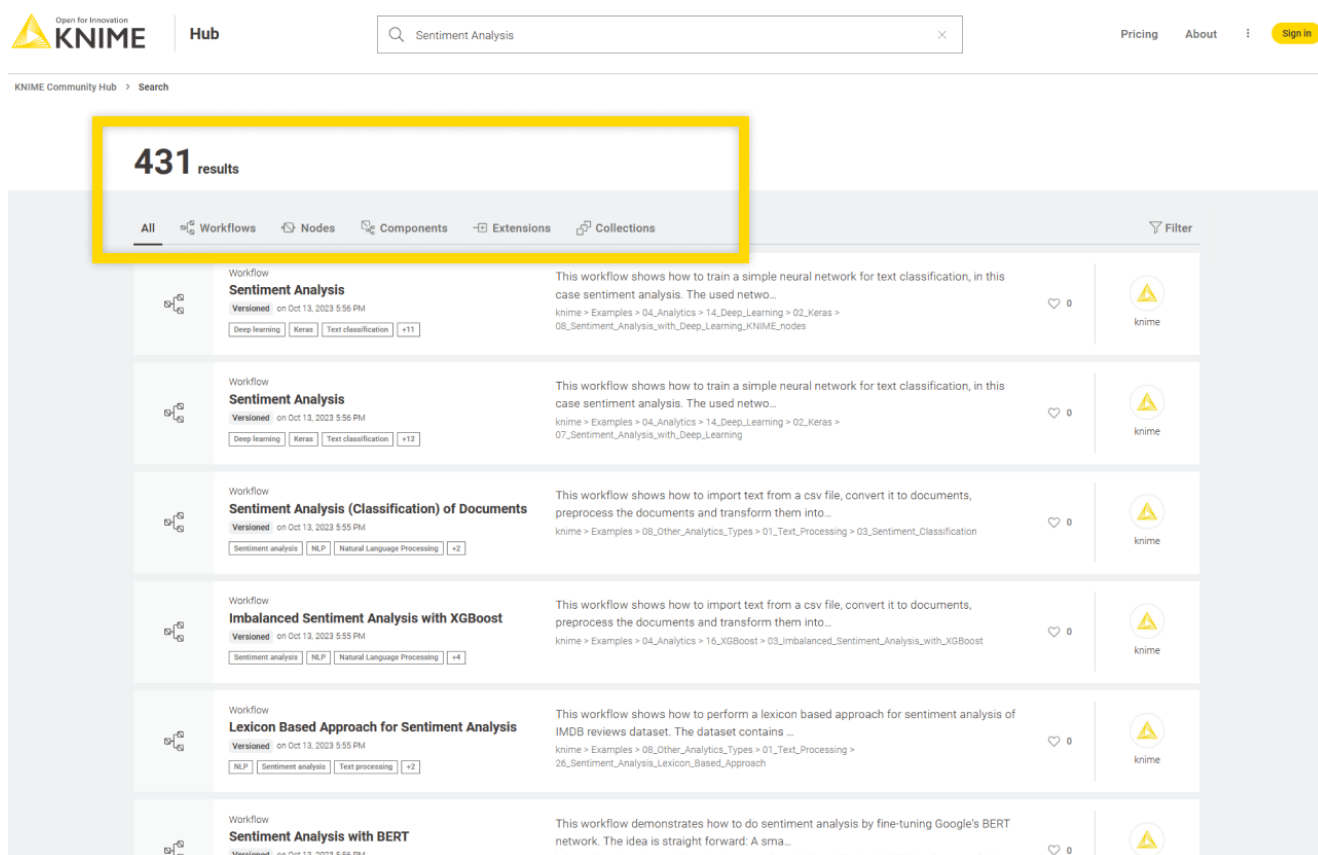 Open for Innovation
KNIME
Hub
Sentiment Analysis
Pricing
About
Sign in
KNIME Community Hub > Search
431 results
All
Workflows
Nodes
Components
Extensions
Collections
Filter
Workflow
Sentiment Analysis
Versioned on Oct 13, 2023 5:56 PM
Deep learning Keras Text classification +11
This workflow shows how to train a simple neural network for text classification, in this
case sentiment analysis. The used netwo...
knime > Examples > 04_Analytics > 14_Deep_Learning > 02_Keras >
08_Sentiment_Analysis_with_Deep_Learning_KNIME_nodes
0
knime
Workflow
Sentiment Analysis
Versioned on Oct 13, 2023 5:56 PM
Deep learning Keras Text classification +12
This workflow shows how to train a simple neural network for text classification, in this
case sentiment analysis. The used netwo...
knime > Examples > 04_Analytics > 14_Deep_Learning > 02_Keras >
07_Sentiment_Analysis_with_Deep_Learning
0
knime
Workflow
Sentiment Analysis (Classification) of Documents
Versioned on Oct 13, 2023 5:55 PM
Sentiment analysis NLP Natural Language Processing +2
This workflow shows how to import text from a csv file, convert it to documents,
preprocess the documents and transform them into...
knime > Examples > 08_Other_Analytics_Types > 01_Text_Processing > 03_Sentiment_Classification
0
knime
Workflow
Imbalanced Sentiment Analysis with XGBoost
Versioned on Oct 13, 2023 5:55 PM
Sentiment analysis NLP Natural Language Processing +4
This workflow shows how to import text from a csv file, convert it to documents,
preprocess the documents and transform them into...
knime > Examples > 04_Analytics > 16_XGBoost > 03_Imbalanced_Sentiment_Analysis_with_XGBoost
0
knime
Workflow
Lexicon Based Approach for Sentiment Analysis
Versioned on Oct 13, 2023 5:55 PM
NLP Sentiment analysis Text processing +2
This workflow shows how to perform a lexicon based approach for sentiment analysis of
IMDB reviews dataset. The dataset contains ...
knime > Examples > 08_Other_Analytics_Types > 01_Text_Processing >
26_Sentiment_Analysis_Lexicon_Based_Approach
0
knime
Workflow
Sentiment Analysis with BERT
Versioned on Oct 13, 2023 5:56 PM
This workflow demonstrates how to do sentiment analysis by fine-tuning Google's BERT
network. The idea is straight forward: A sma...
0